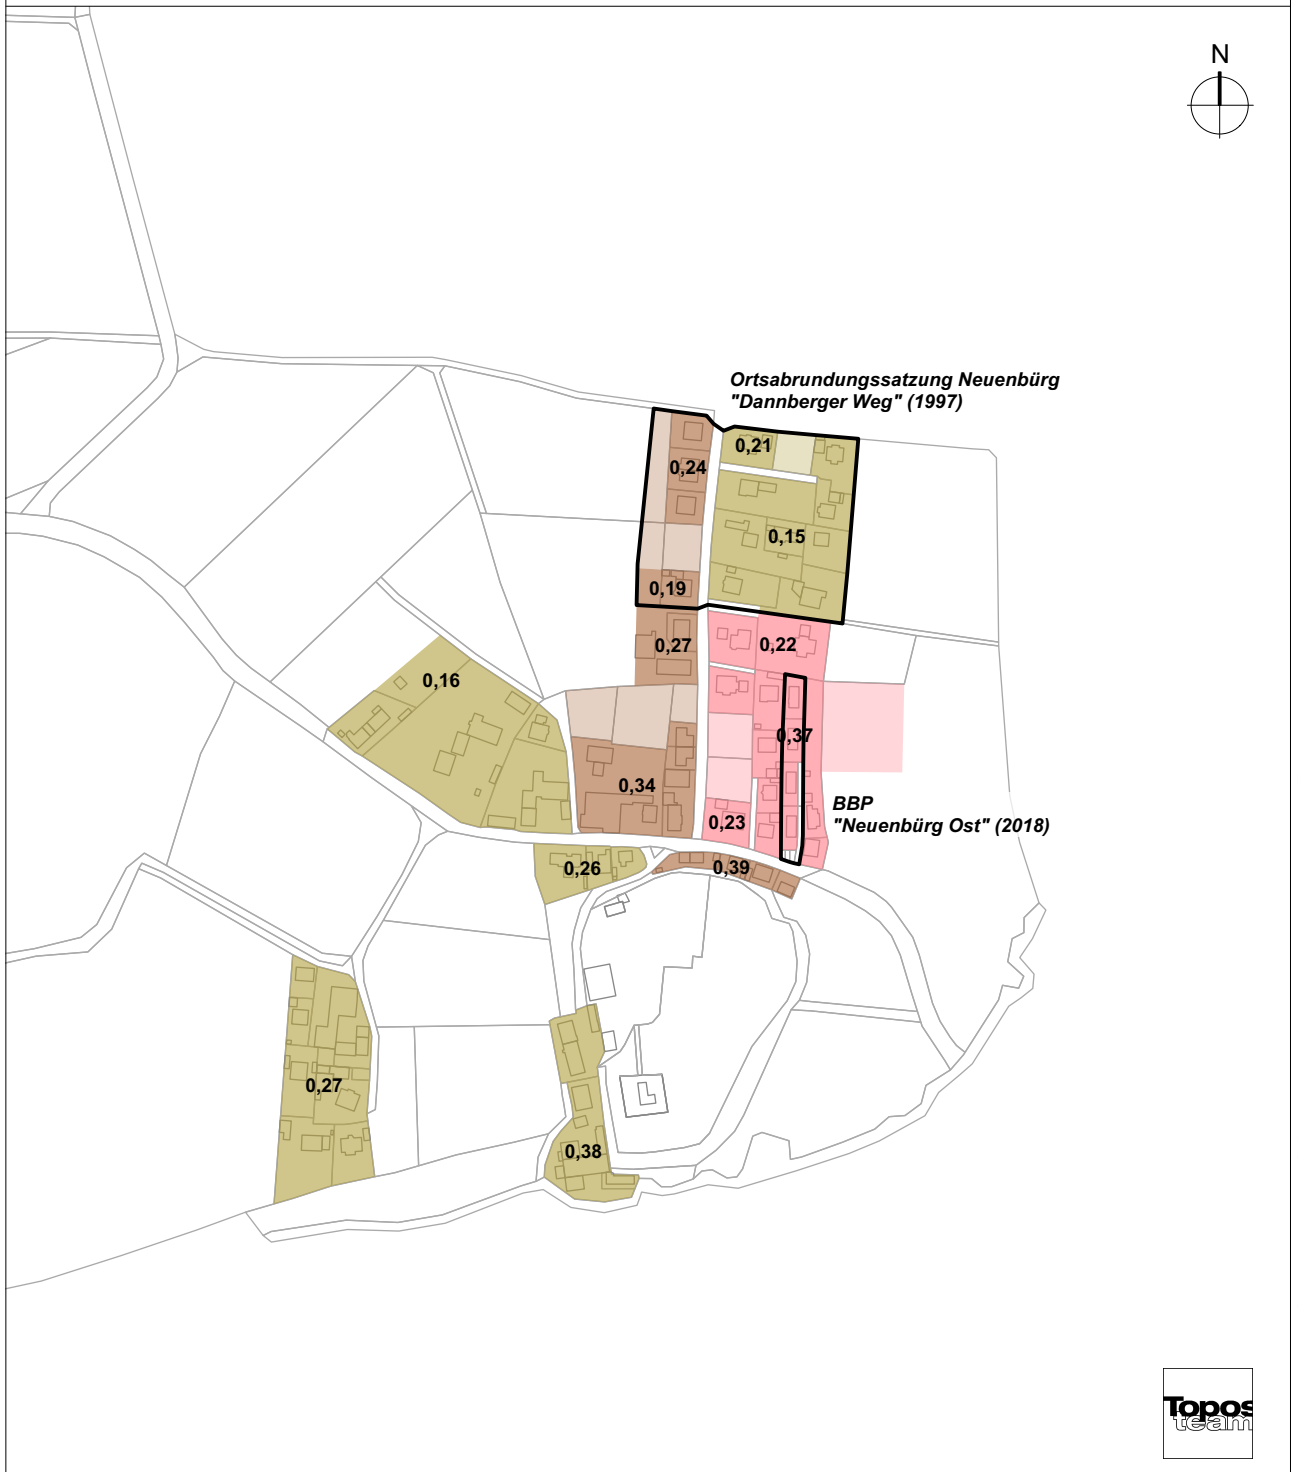 N
Ortsabrundungssatzung Neuenbürg
"Dannberger Weg" (1997)
0,21
0,24
0,15
0,19
0,27
0,22
0,16
0,37
0,34
BBP
"Neuenbürg Ost" (2018)
0,23
0,26
0,39
0,27
0,38
Topos
team